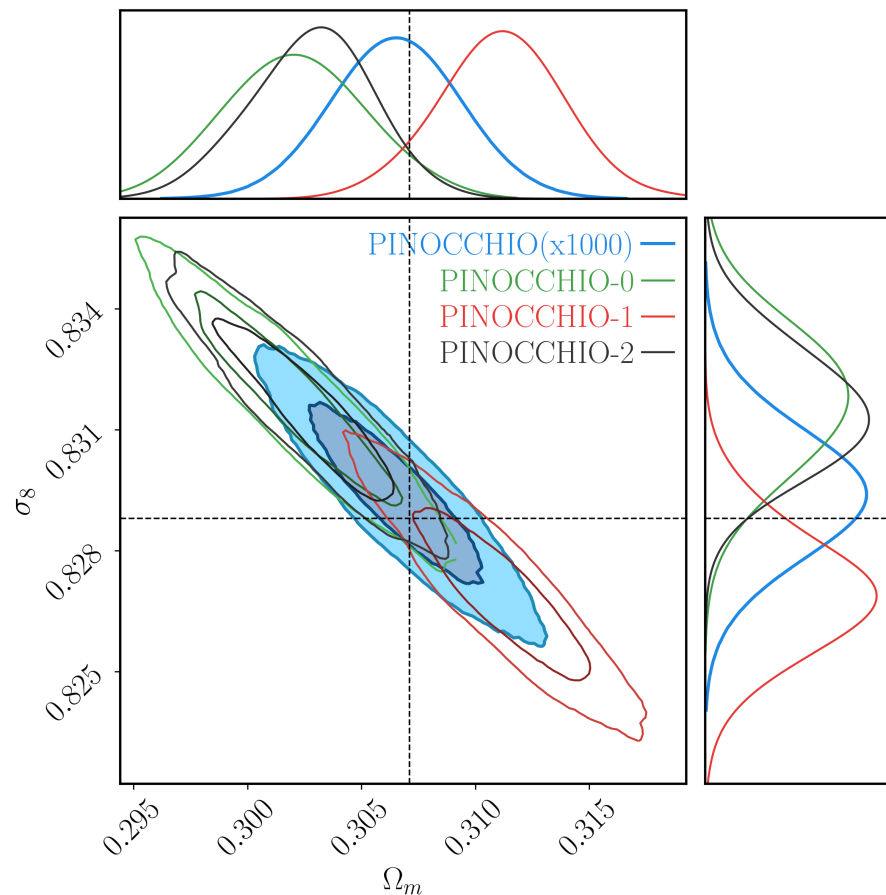 PINOCCHIO(x1000)
PINOCCHIO-0
PINOCCHIO-1
PINOCCHIO-2
0.834
0.831
0.828
0.825
σ8
0.295
0.300
0.305
0.310
0.315
Ωm